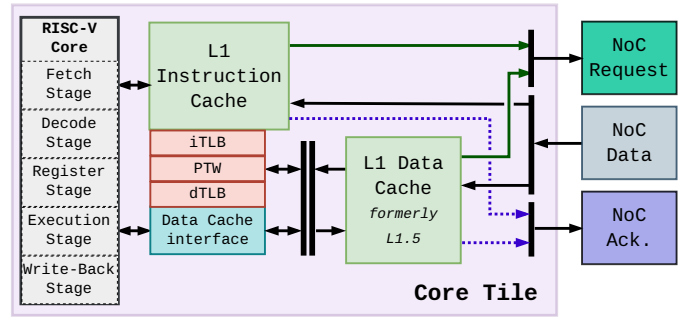 RISC-V
Core
Fetch
Stage
Decode
Stage
Register
Stage
Execution
Stage
Write-Back
Stage
L1
Instruction
Cache
iTLB
PTW
dTLB
Data Cache
interface
L1 Data
Cache
formerly
L1.5
NoC
Request
NoC
Data
NoC
Ack.
Core Tile